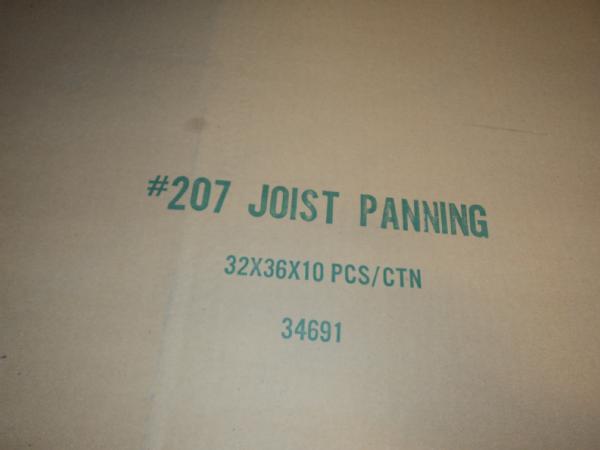 #207 JOIST PANNING
32X36X10 PCS/CTN
34691